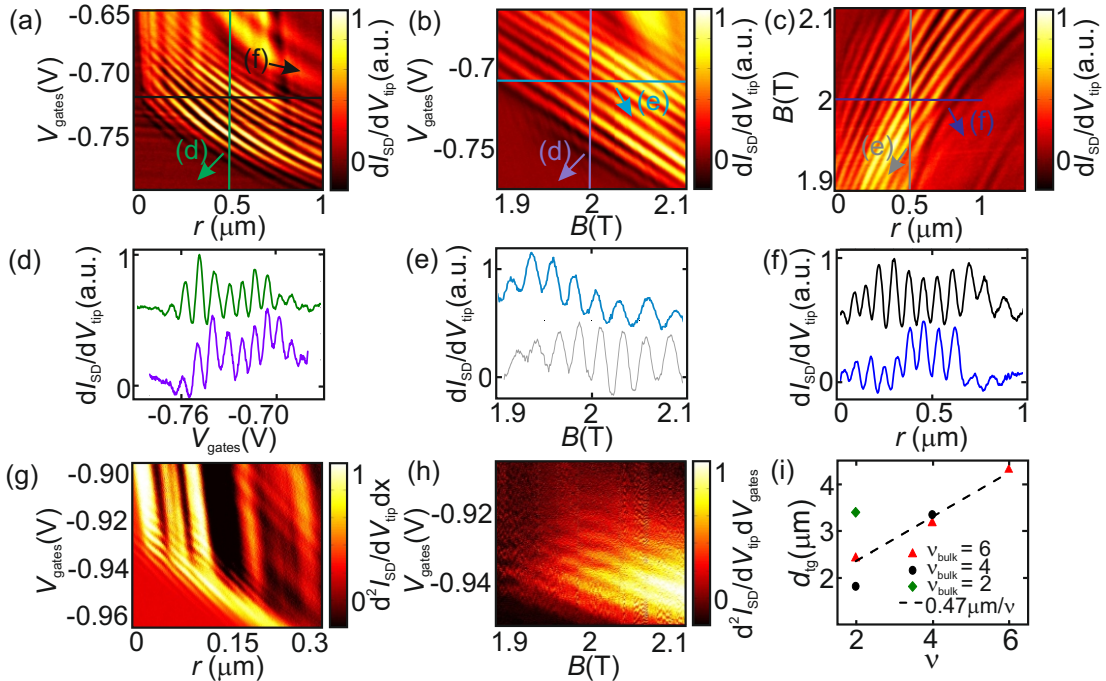 (a)
-0.65
-0.70
-0.75
V_gates(V)
(f)
(d)
0
0.5
1
r (μm)
1
0
dI_SD/dV_tip(a.u.)
(b)
-0.7
-0.75
V_gates(V)
(e)
(d)
1.9
2
2.1
B(T)
1
0
dI_SD/dV_tip(a.u.)
(c)
2.1
2
1.9
B(T)
(f)
(e)
0
0.5
1
r (μm)
1
0
dI_SD/dV_tip(a.u.)
(d)
1
0
dI_SD/dV_tip(a.u.)
-0.76
-0.70
V_gates(V)
(e)
1
0
dI_SD/dV_tip(a.u.)
1.9
2
2.1
B(T)
(f)
1
0
dI_SD/dV_tip(a.u.)
0
0.5
1
r (μm)
(g)
-0.90
-0.92
-0.94
-0.96
V_gates(V)
0
0.15
0.3
r (μm)
1
0
d²I_SD/dV_tip dx
(h)
-0.92
-0.94
V_gates(V)
1.9
2
2.1
B(T)
1
0
d²I_SD/dV_tip dV_gates
(i)
4
3
2
d_tg(μm)
ν_bulk = 6
ν_bulk = 4
ν_bulk = 2
0.47μm/ν
2
4
6
ν